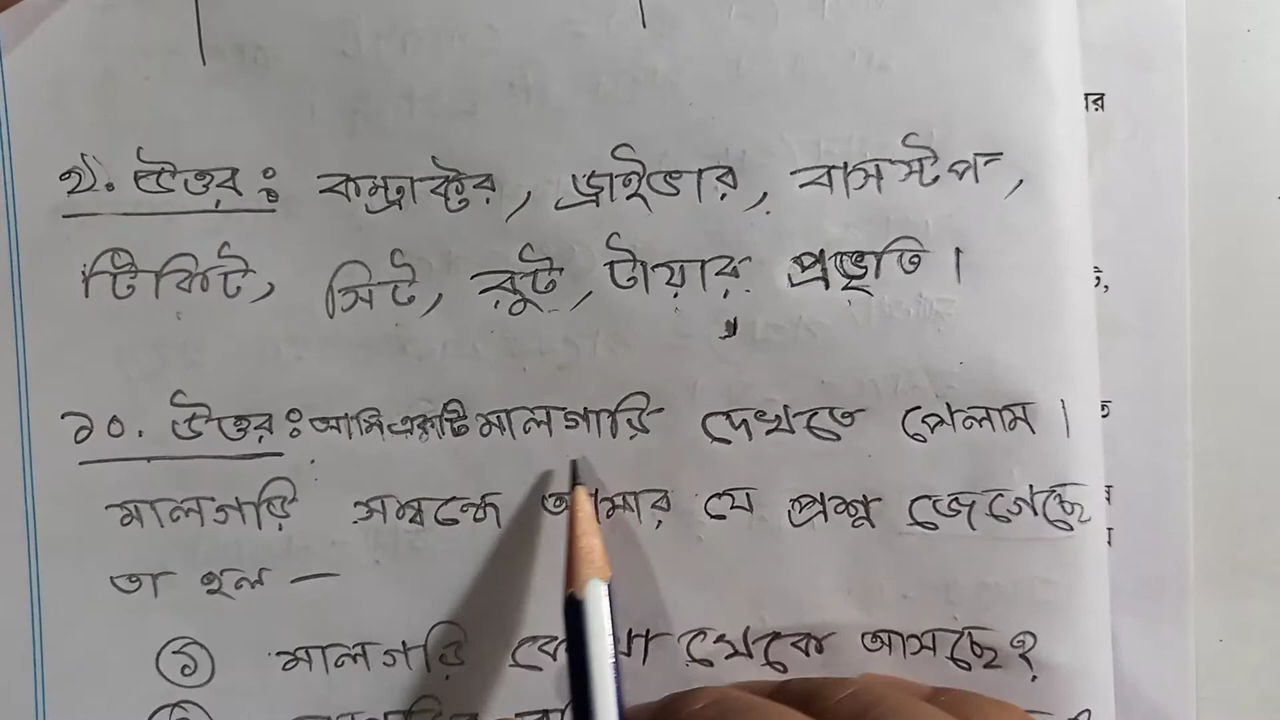 ৯. উত্তর: কন্ডাক্টর, ড্রাইভার, বাসস্টপ,
টিকিট, সিট, রুট, টায়ার প্রভৃতি।
১০. উত্তর: আমি একটি মালগাড়ি দেখতে পেলাম।
মালগাড়ি সম্বন্ধে আমার যে প্রশ্ন জেগেছে
তা হল —
① মালগাড়ি থেকে আসছে?